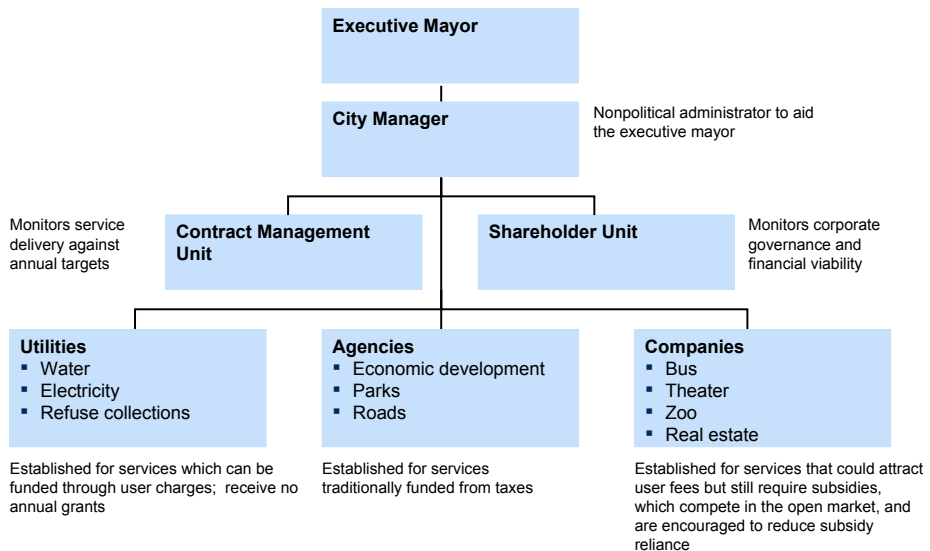 Executive Mayor
City Manager
Nonpolitical administrator to aid
the executive mayor
Monitors service
delivery against
annual targets
Contract Management
Unit
Shareholder Unit
Monitors corporate
governance and
financial viability
Utilities
▪ Water
▪ Electricity
▪ Refuse collections
Agencies
▪ Economic development
▪ Parks
▪ Roads
Companies
▪ Bus
▪ Theater
▪ Zoo
▪ Real estate
Established for services which can be
funded through user charges;  receive no
annual grants
Established for services
traditionally funded from taxes
Established for services that could attract
user fees but still require subsidies,
which compete in the open market, and
are encouraged to reduce subsidy
reliance